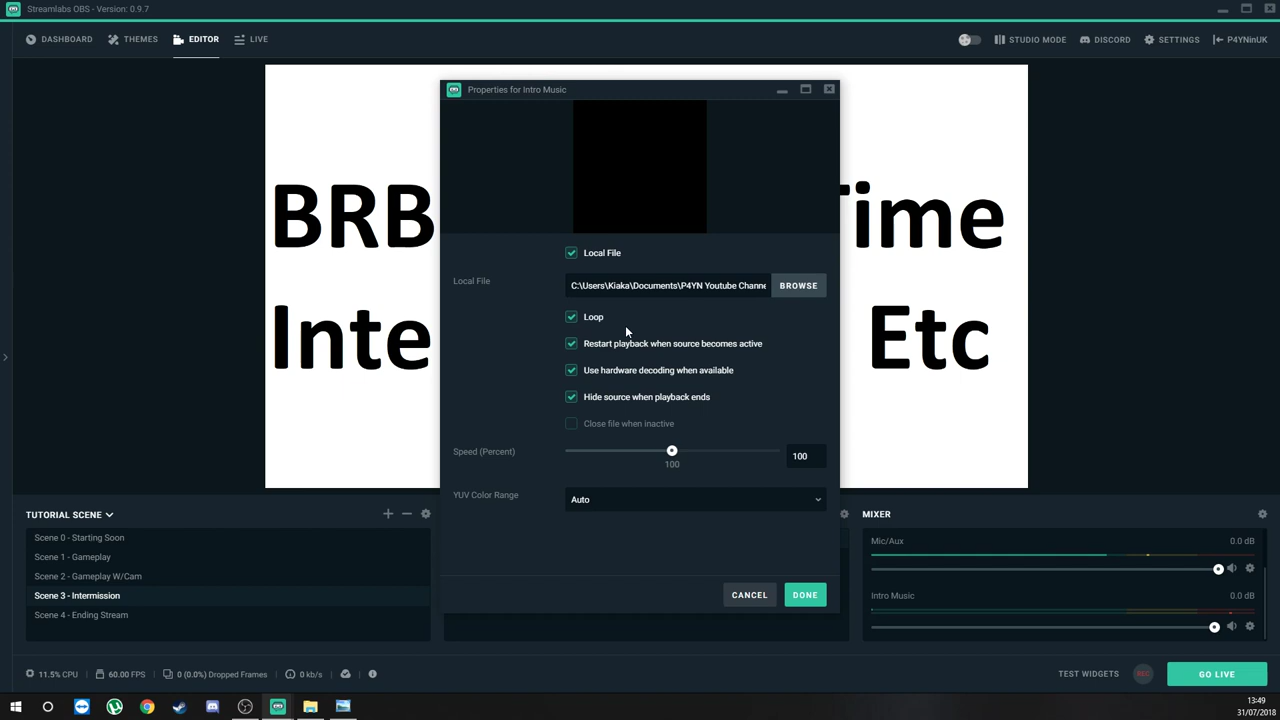 Streamlabs OBS - Version: 0.9.7
DASHBOARD THEMES EDITOR LIVE STUDIO MODE DISCORD SETTINGS P4YNinUK
Properties for Intro Music
BRB
Time
Local File
Local File
C:\Users\Kiaka\Documents\P4YN Youtube Channe BROWSE
Loop
Inte
Etc
Restart playback when source becomes active
Use hardware decoding when available
Hide source when playback ends
Close file when inactive
Speed (Percent) 100
100
YUV Color Range Auto
TUTORIAL SCENE
Scene 0 - Starting Soon
Scene 1 - Gameplay
Scene 2 - Gameplay W/Cam
Scene 3 - Intermission
Scene 4 - Ending Stream
CANCEL DONE
MIXER
Mic/Aux 0.0 dB
Intro Music 0.0 dB
11.5% CPU 60.00 FPS 0 (0.0%) Dropped Frames 0 kb/s
TEST WIDGETS REC GO LIVE
13:49
31/07/2018